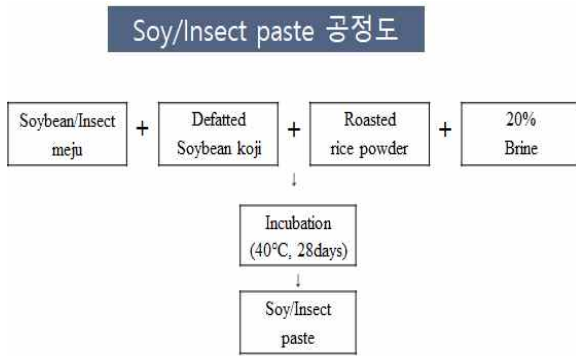 Soy/Insect paste 공정도
Soybean/Insect
meju
+
Defatted
Soybean koji
+
Roasted
rice powder
+
20%
Brine
↓
Incubation
(40℃, 28days)
↓
Soy/Insect
paste